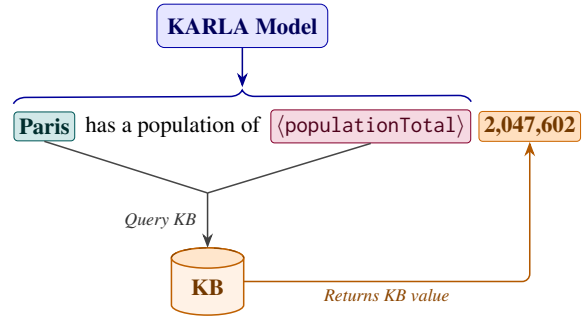 KARLA Model
Paris has a population of ⟨populationTotal⟩ 2,047,602
Query KB
KB
Returns KB value